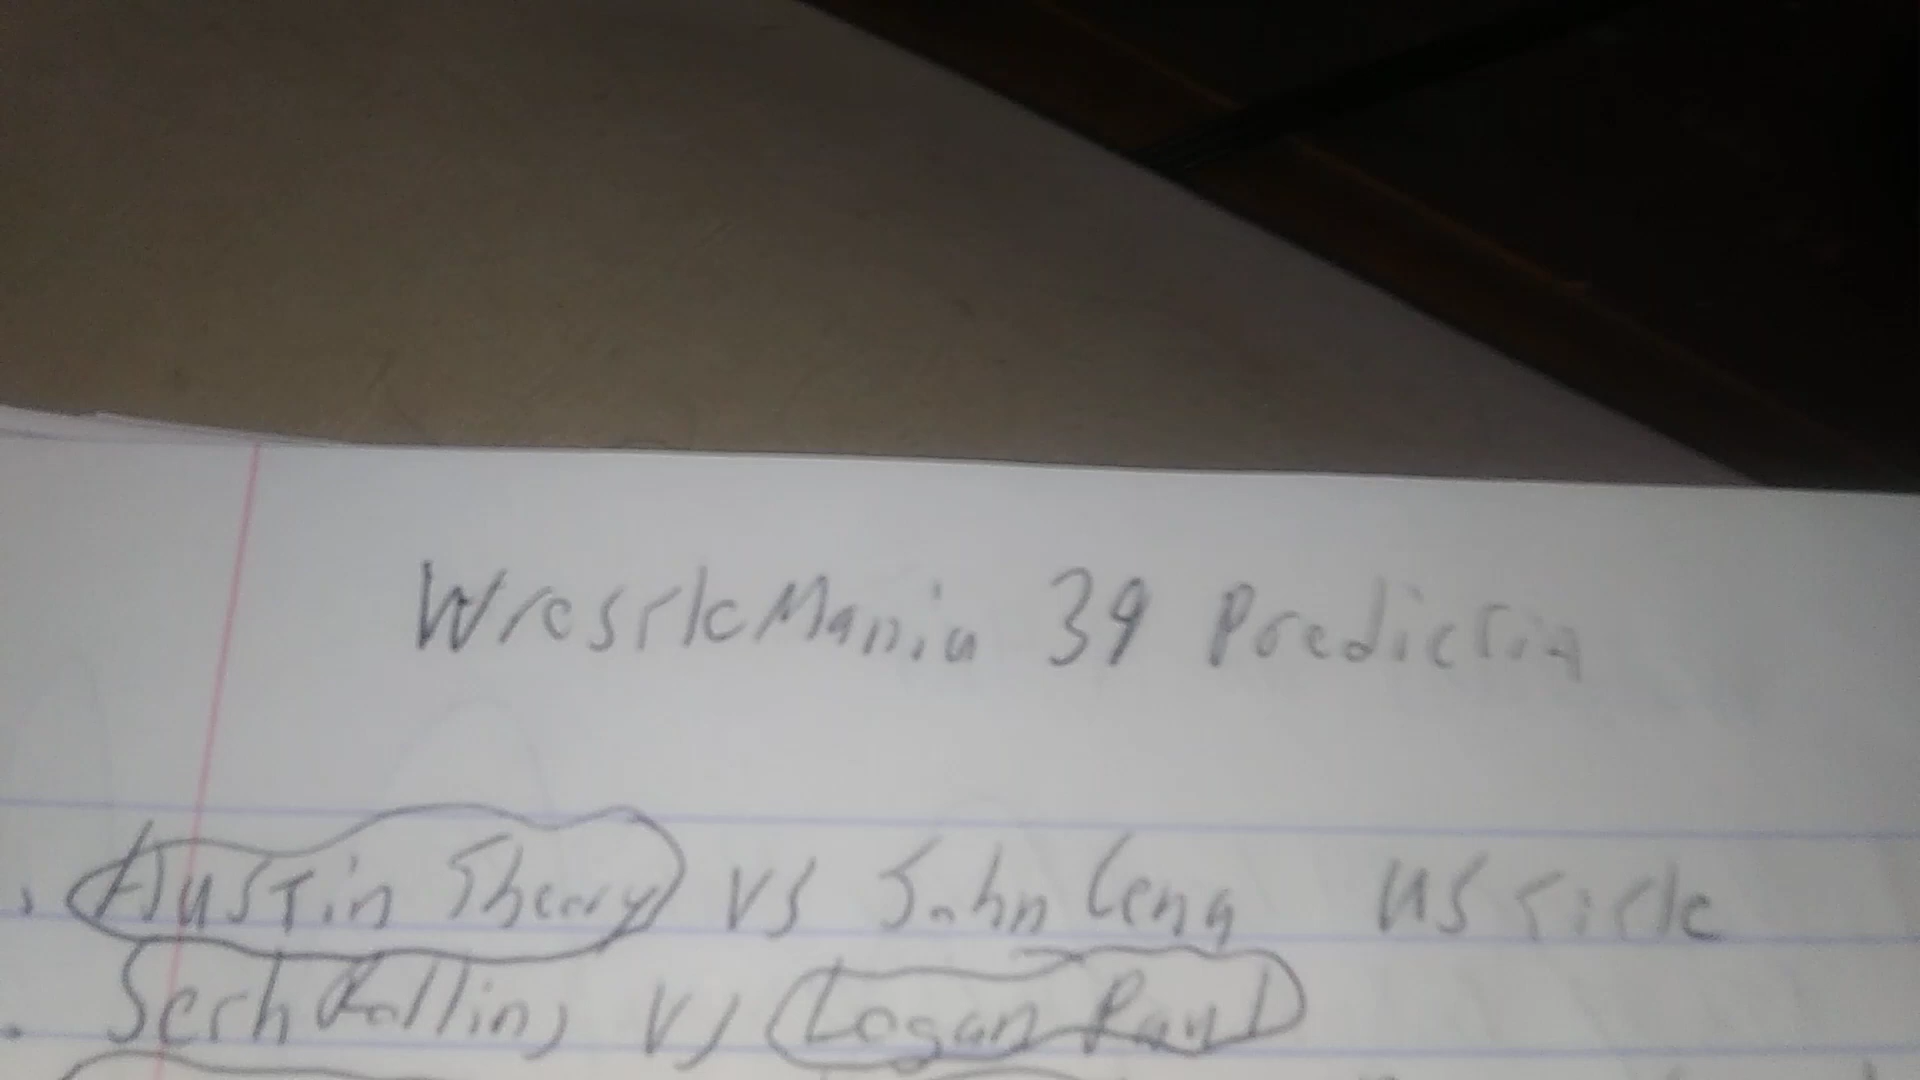 WrestleMania 39 Prediction
Austin Theory VS John Cena US Title
Seth Rollins VS Logan Paul